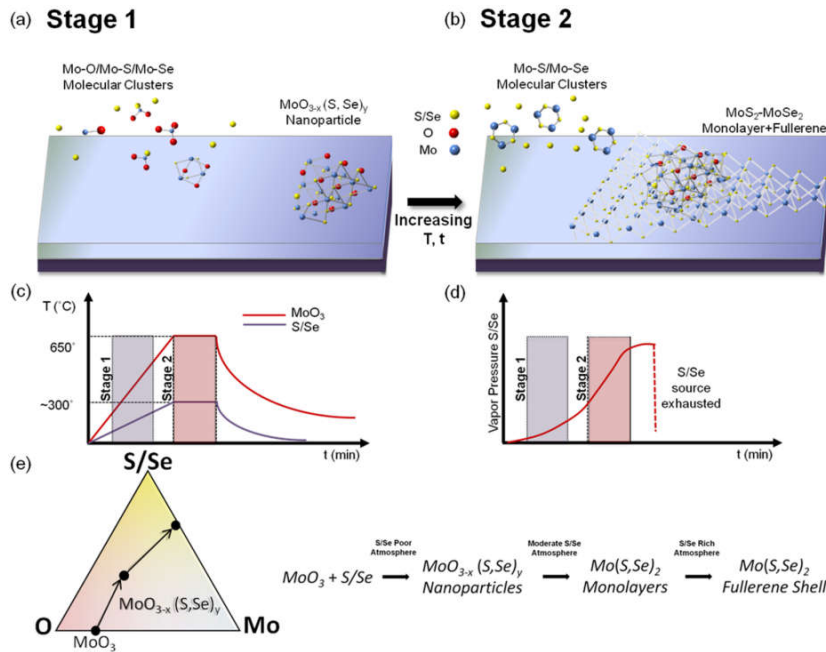 (a) Stage 1
Mo-O/Mo-S/Mo-Se
Molecular Clusters
MoO₃₋ₓ (S, Se)ᵧ
Nanoparticle
S/Se
O
Mo
Increasing
T, t
(b) Stage 2
Mo-S/Mo-Se
Molecular Clusters
MoS₂-MoSe₂
Monolayer+Fullerene
(c)
T (°C)
650°
~300°
Stage 1
Stage 2
MoO₃
S/Se
t (min)
(d)
Vapor Pressure S/Se
Stage 1
Stage 2
S/Se
source
exhausted
t (min)
(e)
S/Se
O
Mo
MoO₃
MoO₃₋ₓ (S,Se)ᵧ
MoO₃ + S/Se
S/Se Poor
Atmosphere
MoO₃₋ₓ (S,Se)ᵧ
Nanoparticles
Moderate S/Se
Atmosphere
Mo(S,Se)₂
Monolayers
S/Se Rich
Atmosphere
Mo(S,Se)₂
Fullerene Shell